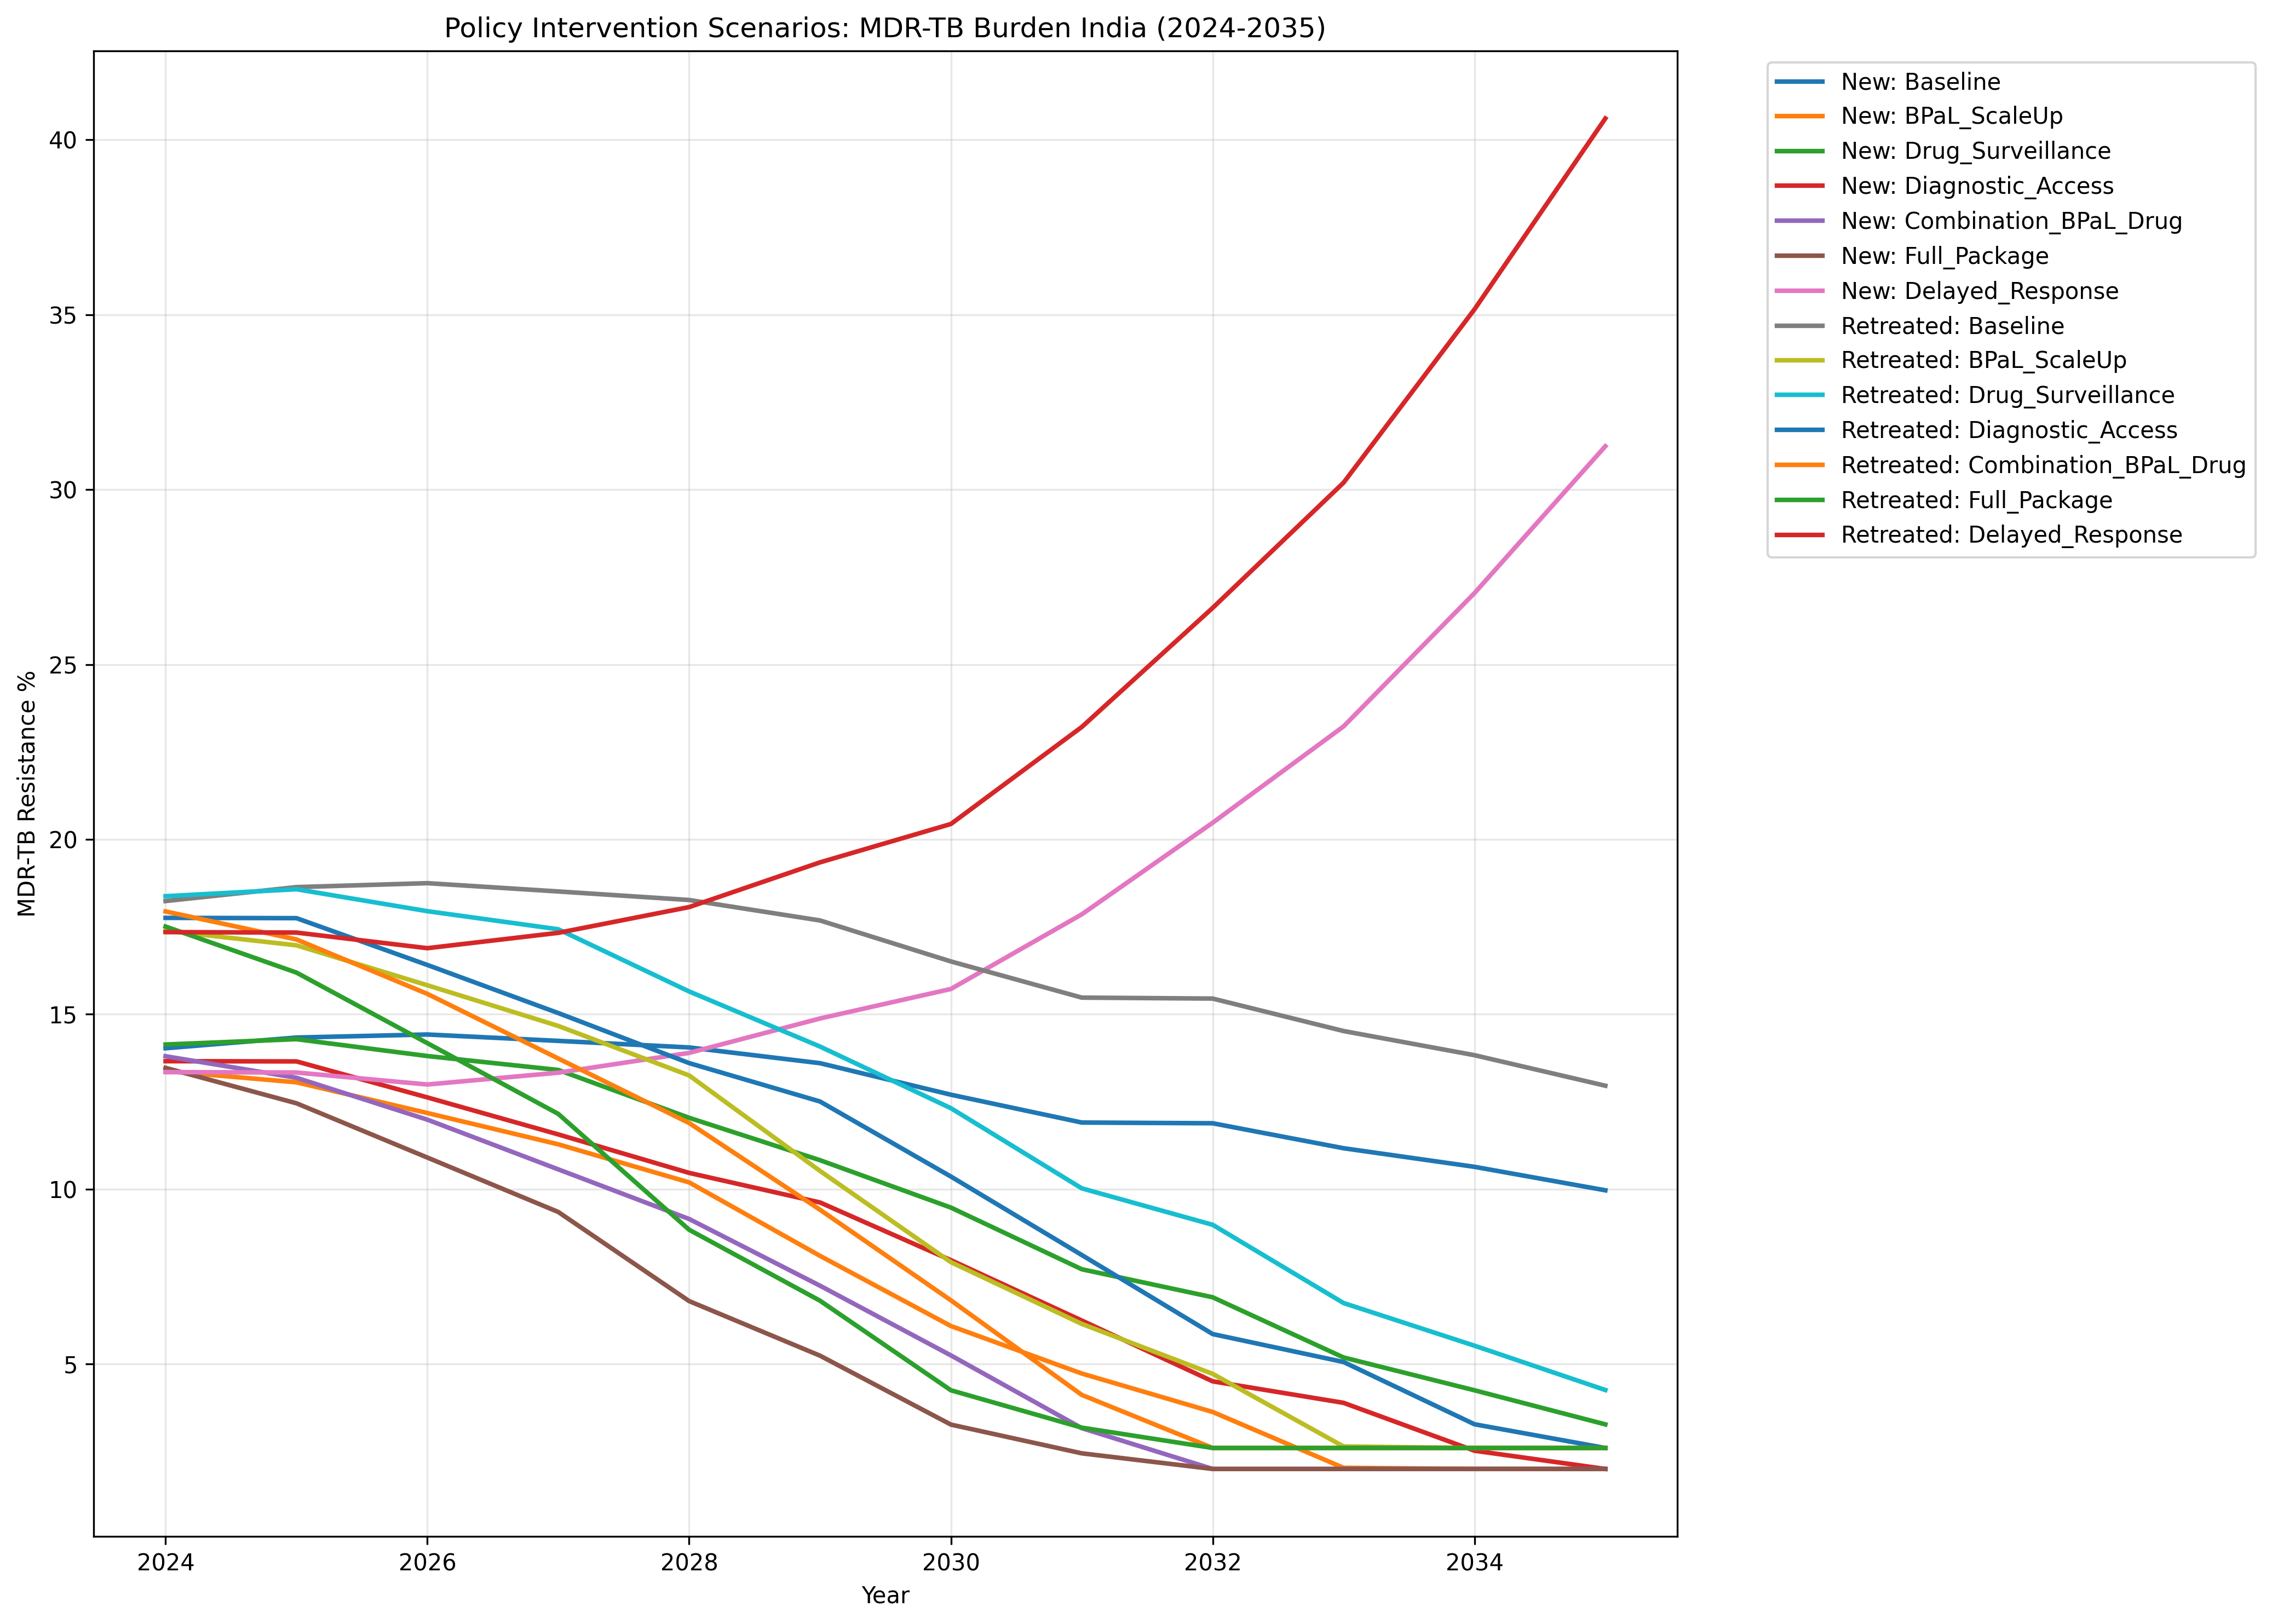 Policy Intervention Scenarios: MDR-TB Burden India (2024-2035)
MDR-TB Resistance %
40
35
30
25
20
15
10
5
2024
2026
2028
2030
2032
2034
Year
New: Baseline
New: BPaL_ScaleUp
New: Drug_Surveillance
New: Diagnostic_Access
New: Combination_BPaL_Drug
New: Full_Package
New: Delayed_Response
Retreated: Baseline
Retreated: BPaL_ScaleUp
Retreated: Drug_Surveillance
Retreated: Diagnostic_Access
Retreated: Combination_BPaL_Drug
Retreated: Full_Package
Retreated: Delayed_Response